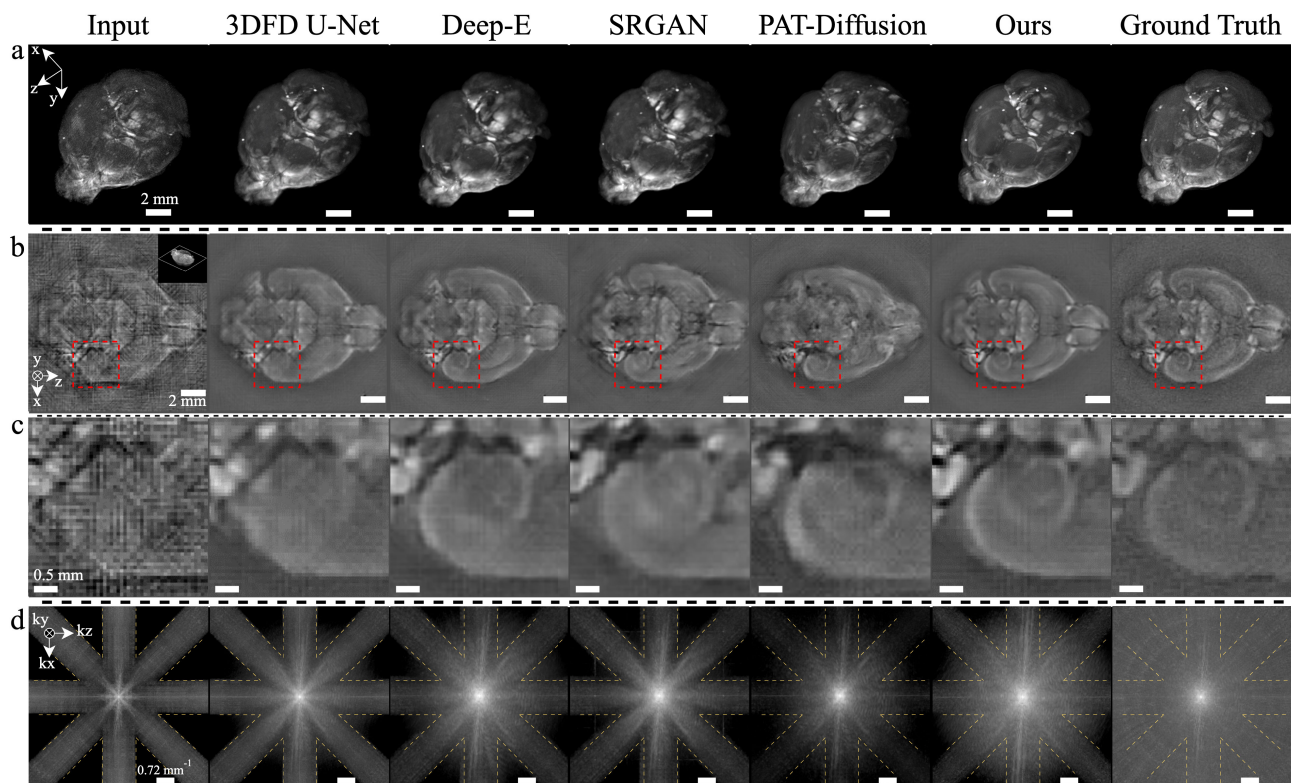 Input 3DFD U-Net Deep-E SRGAN PAT-Diffusion Ours Ground Truth
a
x
z
y
2 mm
b
y
z
x
2 mm
c
0.5 mm
d
ky
kz
kx
0.72 mm⁻¹